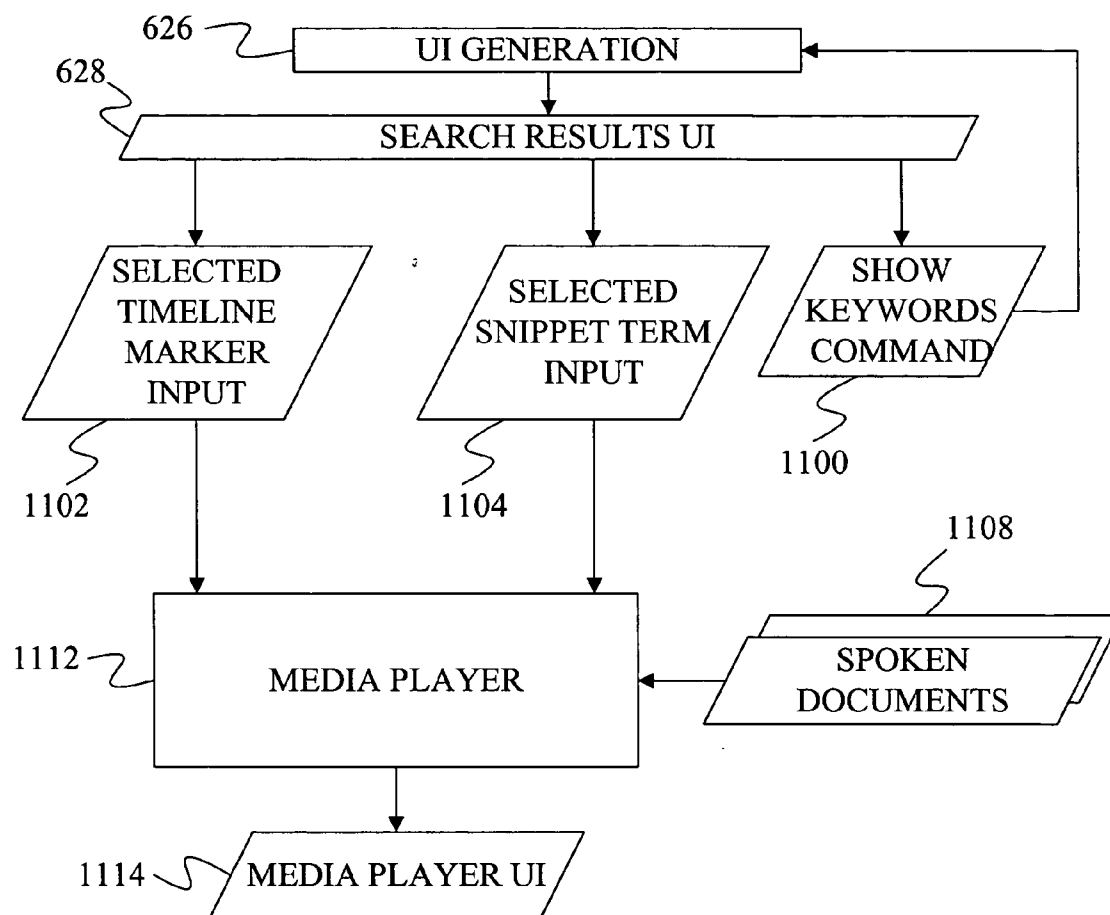 626
UI GENERATION
628
SEARCH RESULTS UI
SELECTED
TIMELINE
MARKER
INPUT
SELECTED
SNIPPET TERM
INPUT
SHOW
KEYWORDS
COMMAND
1102
1104
1100
1108
1112
MEDIA PLAYER
SPOKEN
DOCUMENTS
1114
MEDIA PLAYER UI